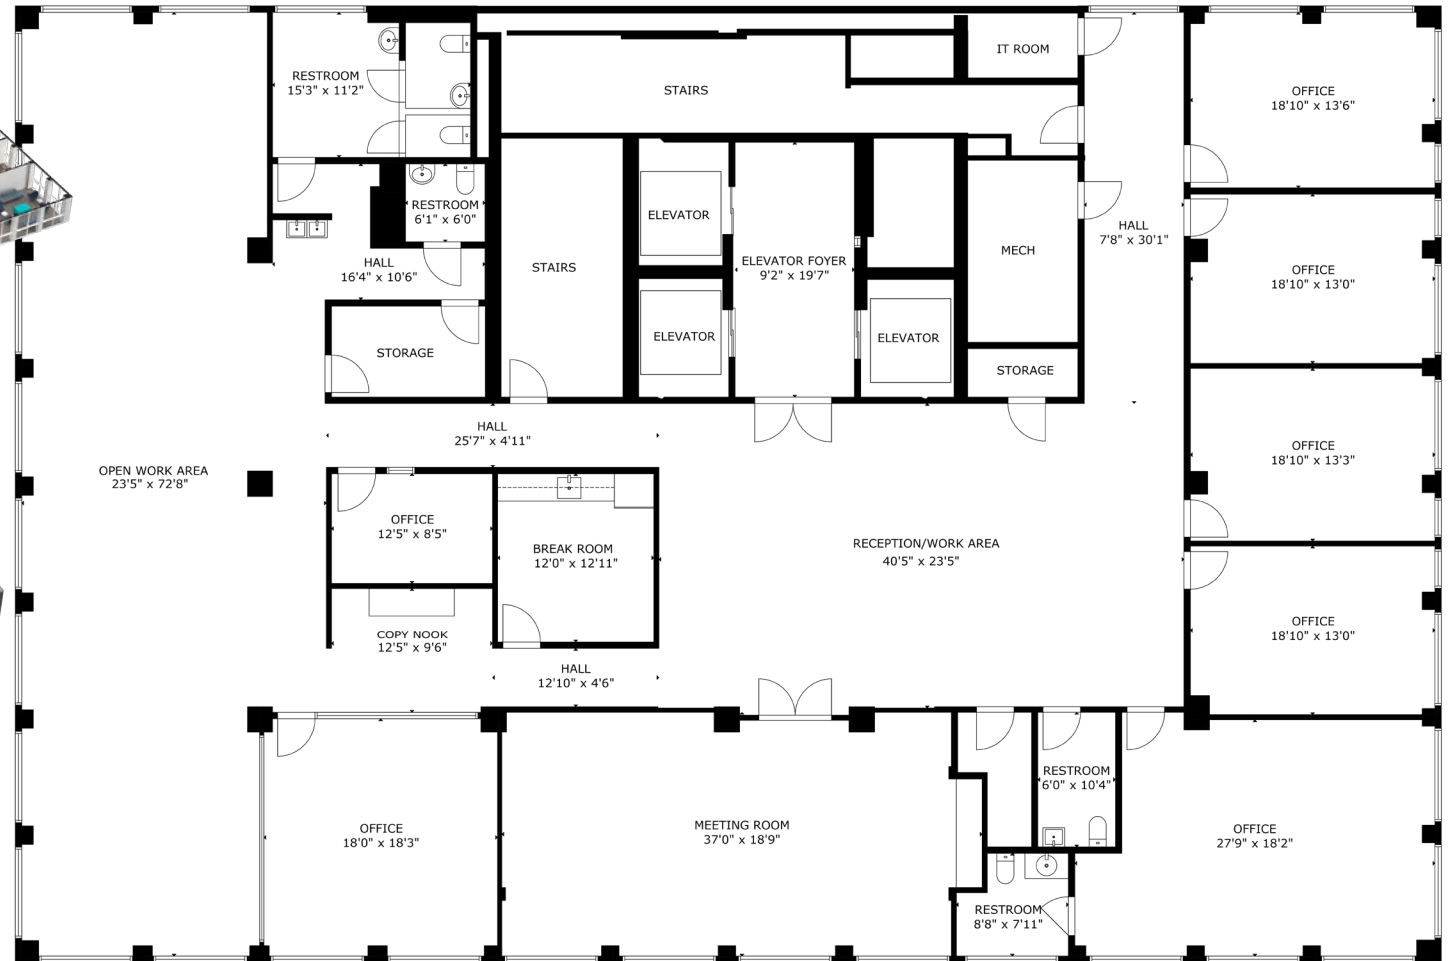 IT ROOM
RESTROOM
15'3" x 11'2"
STAIRS
OFFICE
18'10" x 13'6"
RESTROOM
6'1" x 6'0"
ELEVATOR
HALL
7'8" x 30'1"
MECH
HALL
16'4" x 10'6"
STAIRS
ELEVATOR FOYER
9'2" x 19'7"
OFFICE
18'10" x 13'0"
STORAGE
ELEVATOR
ELEVATOR
STORAGE
HALL
25'7" x 4'11"
OFFICE
18'10" x 13'3"
OPEN WORK AREA
23'5" x 72'8"
OFFICE
12'5" x 8'5"
BREAK ROOM
12'0" x 12'11"
RECEPTION/WORK AREA
40'5" x 23'5"
COPY NOOK
12'5" x 9'6"
OFFICE
18'10" x 13'0"
HALL
12'10" x 4'6"
RESTROOM
6'0" x 10'4"
OFFICE
18'0" x 18'3"
MEETING ROOM
37'0" x 18'9"
OFFICE
27'9" x 18'2"
RESTROOM
8'8" x 7'11"